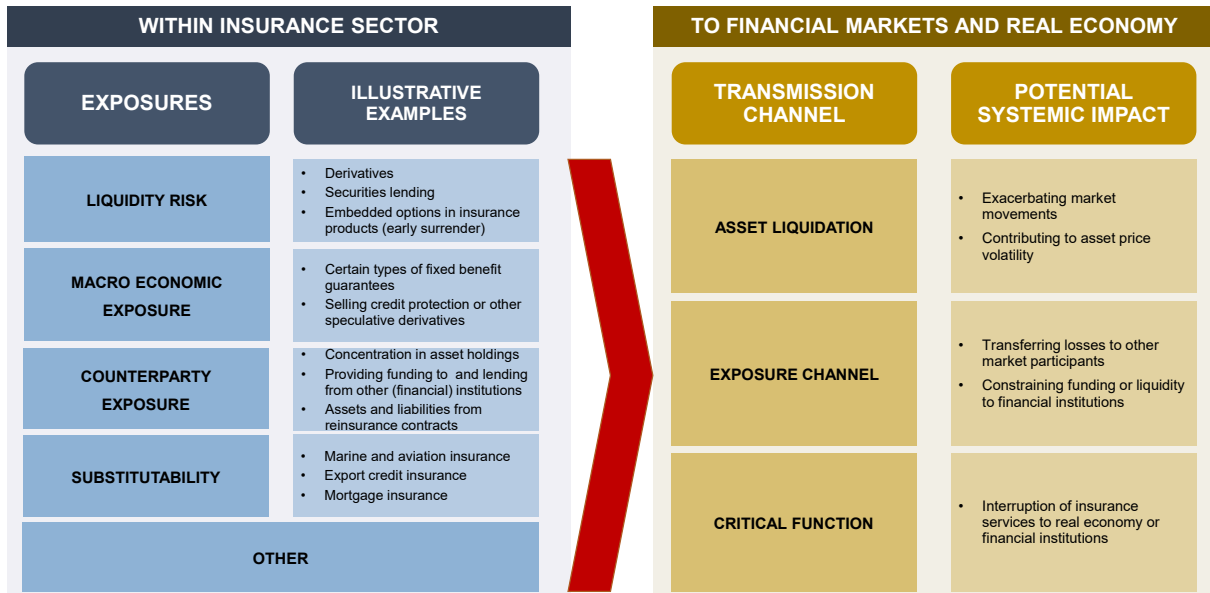 WITHIN INSURANCE SECTOR
EXPOSURES
ILLUSTRATIVE
EXAMPLES
LIQUIDITY RISK
• Derivatives
• Securities lending
• Embedded options in insurance
products (early surrender)
MACRO ECONOMIC
EXPOSURE
• Certain types of fixed benefit
guarantees
• Selling credit protection or other
speculative derivatives
COUNTERPARTY
EXPOSURE
• Concentration in asset holdings
• Providing funding to and lending
from other (financial) institutions
• Assets and liabilities from
reinsurance contracts
SUBSTITUTABILITY
• Marine and aviation insurance
• Export credit insurance
• Mortgage insurance
OTHER
TO FINANCIAL MARKETS AND REAL ECONOMY
TRANSMISSION
CHANNEL
POTENTIAL
SYSTEMIC IMPACT
ASSET LIQUIDATION
• Exacerbating market
movements
• Contributing to asset price
volatility
EXPOSURE CHANNEL
• Transferring losses to other
market participants
• Constraining funding or liquidity
to financial institutions
CRITICAL FUNCTION
• Interruption of insurance
services to real economy or
financial institutions